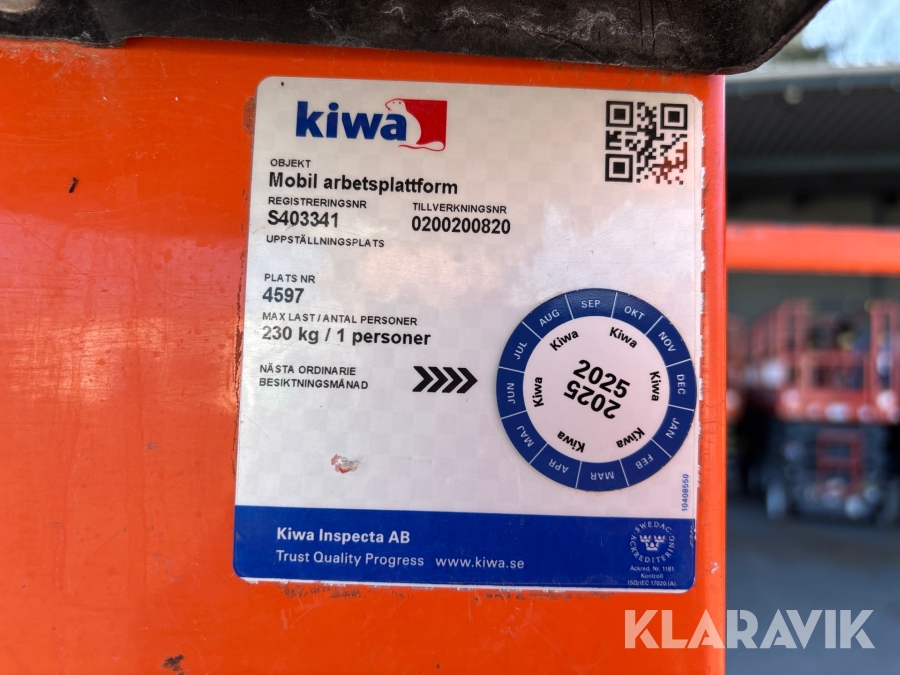 kiwa
OBJEKT
Mobil arbetsplattform
REGISTRERINGSNR
S403341
TILLVERKNINGSNR
0200200820
UPPSTÄLLNINGSPLATS
PLATS NR
4597
MAX LAST/ANTAL PERSONER
230 kg / 1 personer
NÄSTA ORDINARIE
BESIKTNINGSMÅNAD
JAN
FEB
MAR
APR
MAJ
JUN
JUL
AUG
SEP
OKT
NOV
DEC
Kiwa
Kiwa
Kiwa
Kiwa
Kiwa
Kiwa
2025
2025
10408550
Kiwa Inspecta AB
Trust Quality Progress www.kiwa.se
SWEDAC
ACKREDITERING
Ackred. Nr. 1181
Kontroll
ISO/IEC 17020 (A)
KLARAVIK